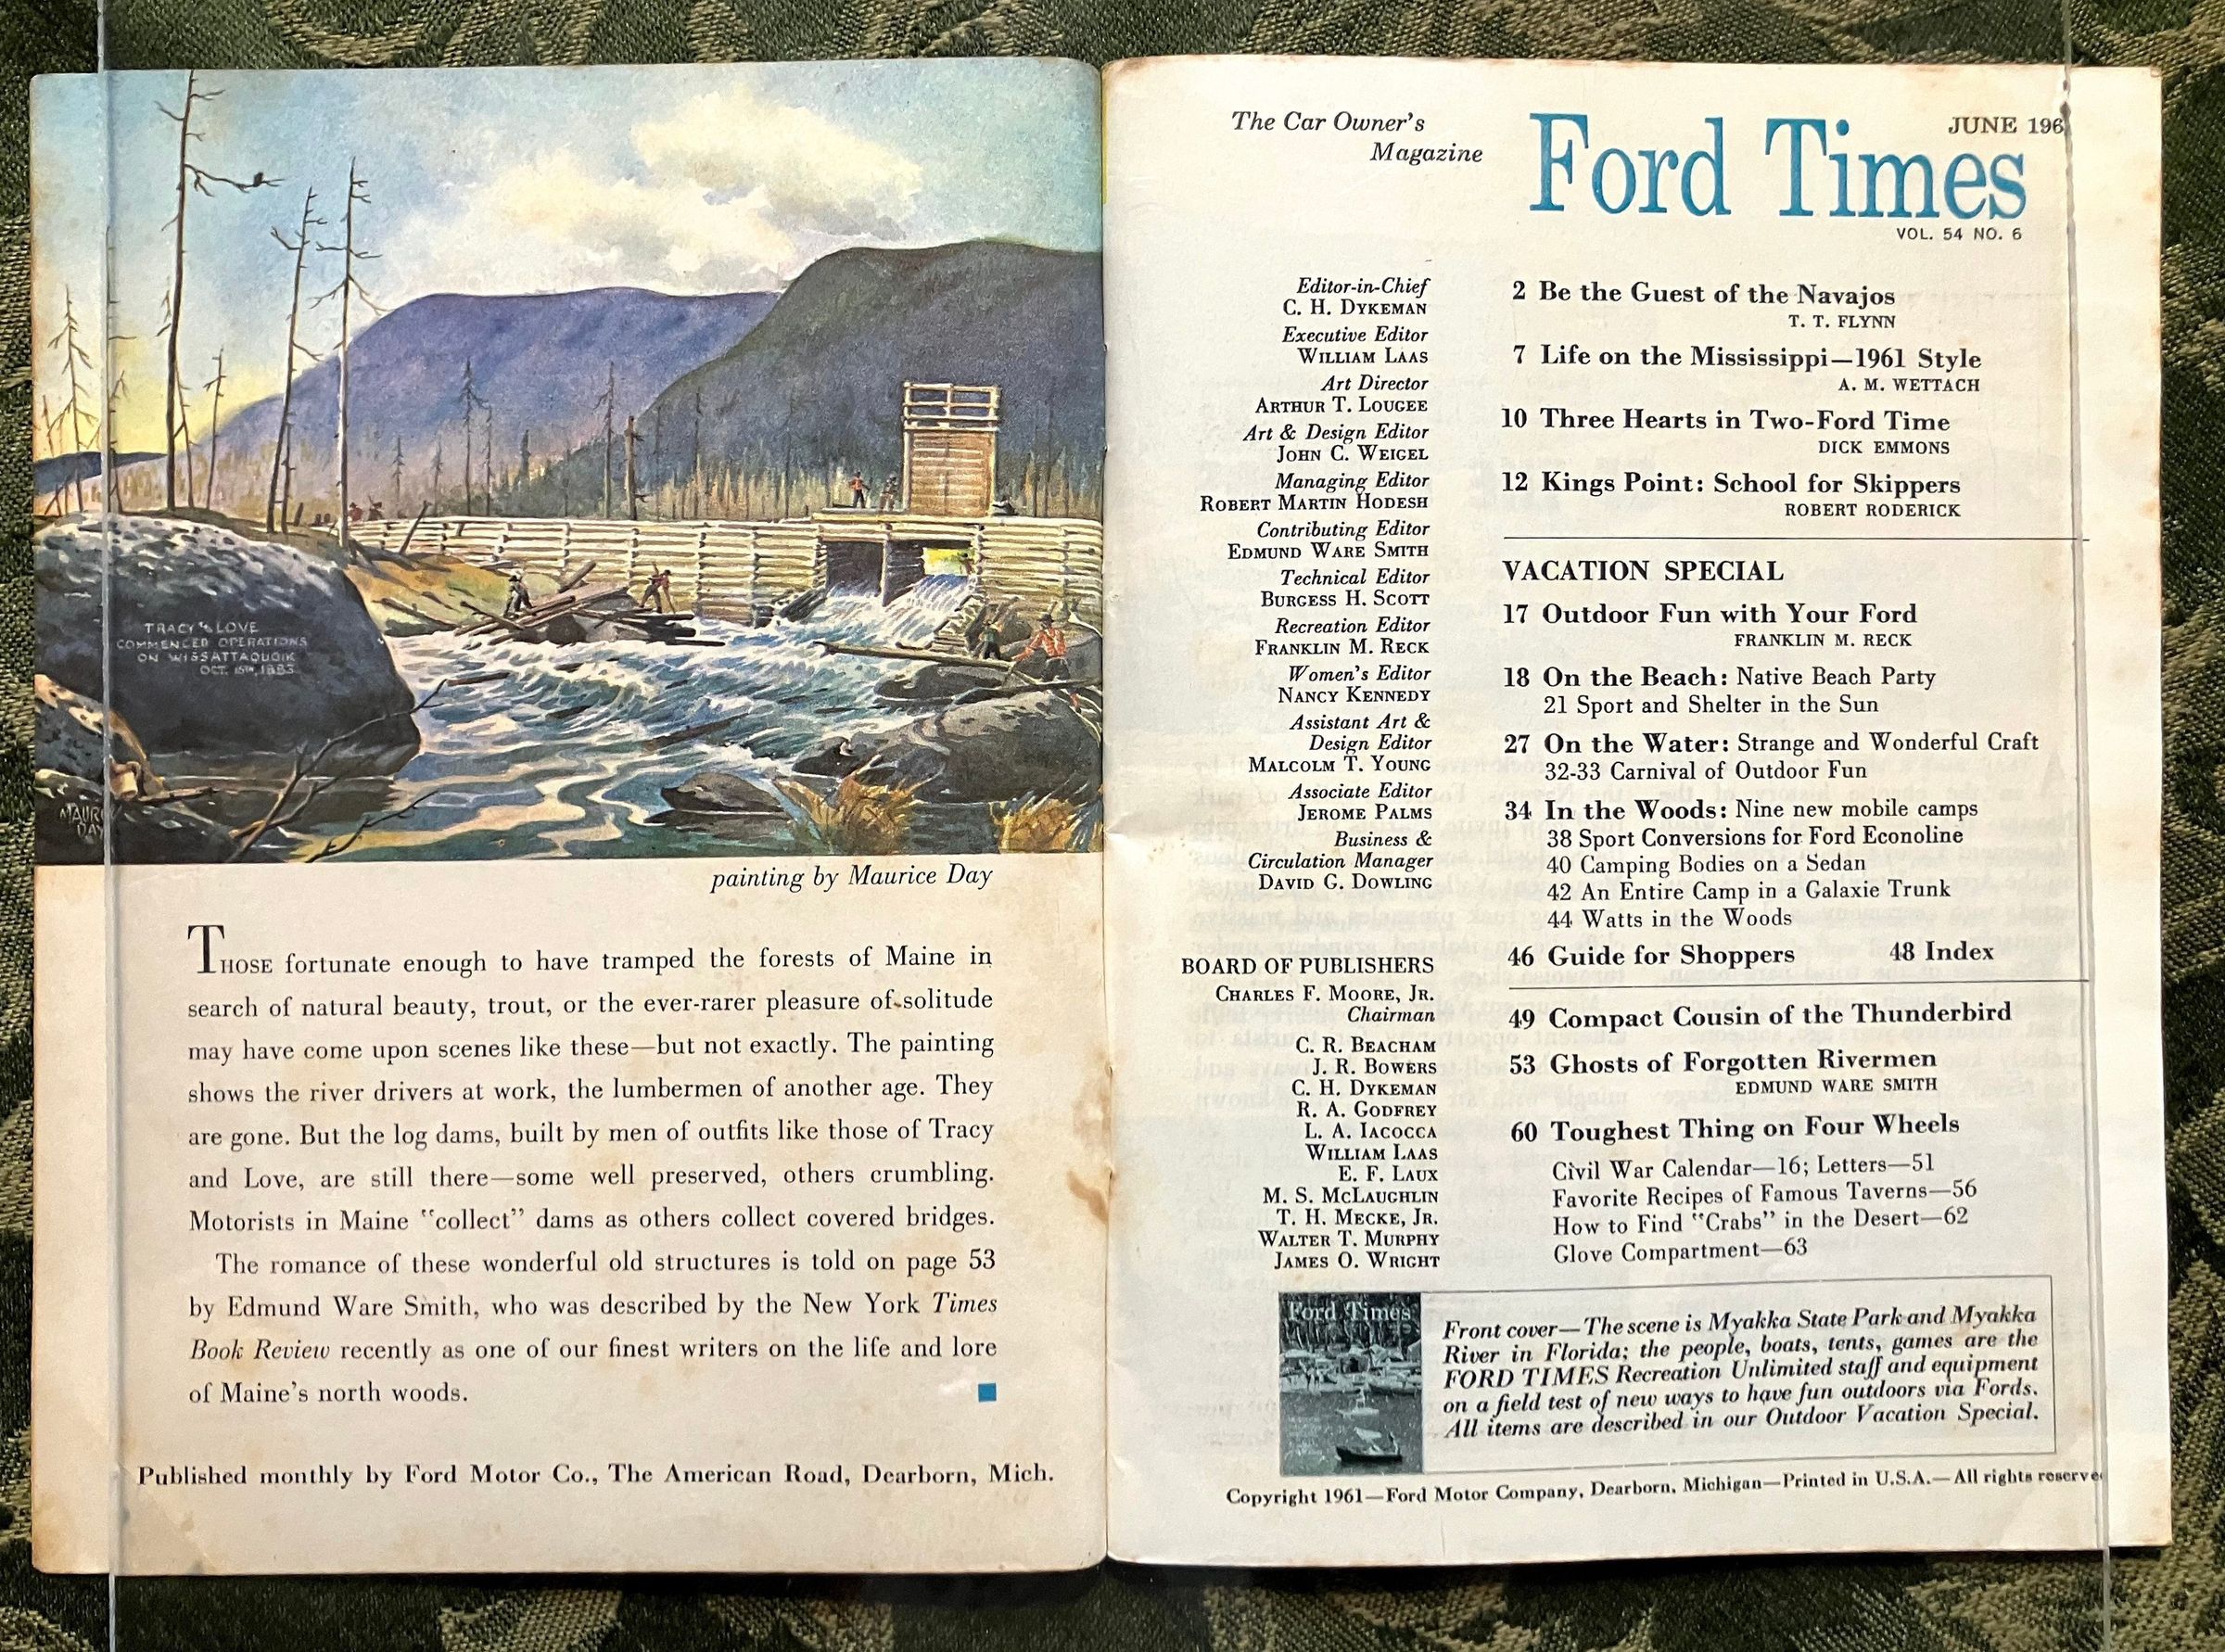 TRACY & LOVE
COMMENCED OPERATIONS
ON WISSATTAQUOIK
OCT. 15TH, 1883
DAY
painting by Maurice Day
THOSE fortunate enough to have tramped the forests of Maine in
search of natural beauty, trout, or the ever-rarer pleasure of solitude
may have come upon scenes like these—but not exactly. The painting
shows the river drivers at work, the lumbermen of another age. They
are gone. But the log dams, built by men of outfits like those of Tracy
and Love, are still there—some well preserved, others crumbling.
Motorists in Maine "collect" dams as others collect covered bridges.
The romance of these wonderful old structures is told on page 53
by Edmund Ware Smith, who was described by the New York Times
Book Review recently as one of our finest writers on the life and lore
of Maine's north woods.
Published monthly by Ford Motor Co., The American Road, Dearborn, Mich.
The Car Owner's
Magazine
Ford Times
JUNE 196
VOL. 54 NO. 6
Editor-in-Chief
C. H. DYKEMAN
Executive Editor
WILLIAM LAAS
Art Director
ARTHUR T. LOUGEE
Art & Design Editor
JOHN C. WEIGEL
Managing Editor
ROBERT MARTIN HODESH
Contributing Editor
EDMUND WARE SMITH
Technical Editor
BURGESS H. SCOTT
Recreation Editor
FRANKLIN M. RECK
Women's Editor
NANCY KENNEDY
Assistant Art &
Design Editor
MALCOLM T. YOUNG
Associate Editor
JEROME PALMS
Business &
Circulation Manager
DAVID G. DOWLING
BOARD OF PUBLISHERS
CHARLES F. MOORE, JR.
Chairman
C. R. BEACHAM
J. R. BOWERS
C. H. DYKEMAN
R. A. GODFREY
L. A. IACOCCA
WILLIAM LAAS
E. F. LAUX
M. S. MCLAUGHLIN
T. H. MECKE, JR.
WALTER T. MURPHY
JAMES O. WRIGHT
2 Be the Guest of the Navajos
T. T. FLYNN
7 Life on the Mississippi—1961 Style
A. M. WETTACH
10 Three Hearts in Two-Ford Time
DICK EMMONS
12 Kings Point: School for Skippers
ROBERT RODERICK
VACATION SPECIAL
17 Outdoor Fun with Your Ford
FRANKLIN M. RECK
18 On the Beach: Native Beach Party
21 Sport and Shelter in the Sun
27 On the Water: Strange and Wonderful Craft
32-33 Carnival of Outdoor Fun
34 In the Woods: Nine new mobile camps
38 Sport Conversions for Ford Econoline
40 Camping Bodies on a Sedan
42 An Entire Camp in a Galaxie Trunk
44 Watts in the Woods
46 Guide for Shoppers 48 Index
49 Compact Cousin of the Thunderbird
53 Ghosts of Forgotten Rivermen
EDMUND WARE SMITH
60 Toughest Thing on Four Wheels
Civil War Calendar—16; Letters—51
Favorite Recipes of Famous Taverns—56
How to Find "Crabs" in the Desert—62
Glove Compartment—63
Ford Times
Front cover—The scene is Myakka State Park and Myakka
River in Florida; the people, boats, tents, games are the
FORD TIMES Recreation Unlimited staff and equipment
on a field test of new ways to have fun outdoors via Fords.
All items are described in our Outdoor Vacation Special.
Copyright 1961—Ford Motor Company, Dearborn, Michigan—Printed in U.S.A.—All rights reserve